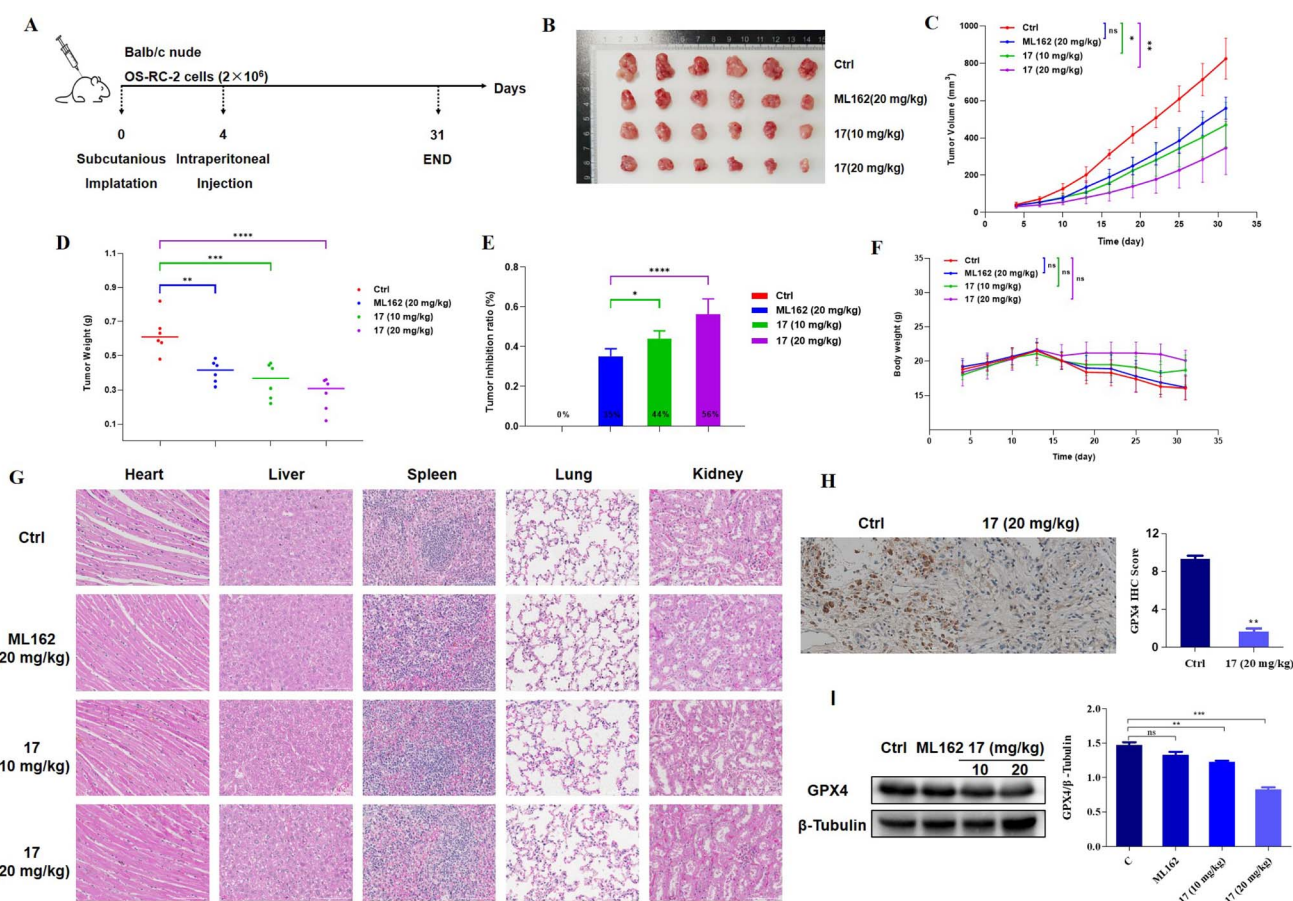 A
Balb/c nude
OS-RC-2 cells (2×10⁶)
Days
0
4
31
Subcutanious
Implatation
Intraperitoneal
Injection
END
B
Ctrl
ML162(20 mg/kg)
17(10 mg/kg)
17(20 mg/kg)
C
Tumor Volume (mm³)
1000
800
600
400
200
0
0 5 10 15 20 25 30 35
Time (day)
Ctrl
ML162 (20 mg/kg)
17 (10 mg/kg)
17 (20 mg/kg)
ns
*
**
D
Tumor Weight (g)
1.1
0.9
0.7
0.5
0.3
0.1
**
***
****
Ctrl
ML162 (20 mg/kg)
17 (10 mg/kg)
17 (20 mg/kg)
E
Tumor inhibition ratio (%)
0.8
0.6
0.4
0.2
0.0
****
*
0%
35%
44%
56%
Ctrl
ML162 (20 mg/kg)
17 (10 mg/kg)
17 (20 mg/kg)
F
Body weight (g)
35
30
25
20
15
0 5 10 15 20 25 30 35
Time (day)
Ctrl
ML162 (20 mg/kg)
17 (10 mg/kg)
17 (20 mg/kg)
ns
ns
ns
G
Heart Liver Spleen Lung Kidney
Ctrl
ML162
20 mg/kg)
17
10 mg/kg)
17
20 mg/kg)
H
Ctrl
17 (20 mg/kg)
GPX4 IHC Score
12
8
4
0
**
Ctrl
17 (20 mg/kg)
I
Ctrl ML162 17 (mg/kg)
10 20
GPX4
β-Tubulin
GPX4/β -Tubulin
2.0
1.5
1.0
0.5
0.0
***
**
ns
C
ML162
17 (10 mg/kg)
17 (20 mg/kg)